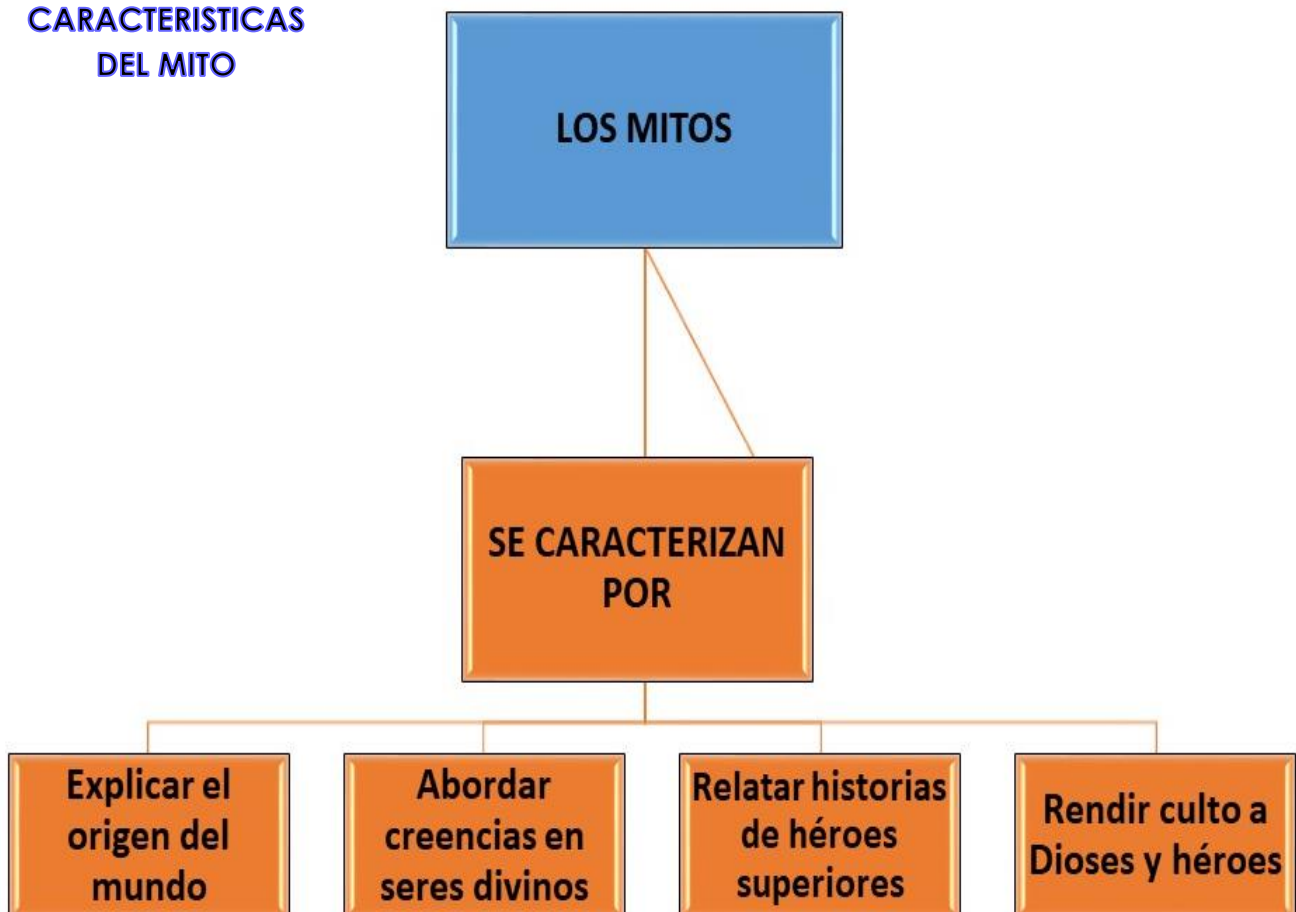 CARACTERISTICAS
DEL MITO
LOS MITOS
SE CARACTERIZAN
POR
Explicar el
origen del
mundo
Abordar
creencias en
seres divinos
Relatar historias
de héroes
superiores
Rendir culto a
Dioses y héroes